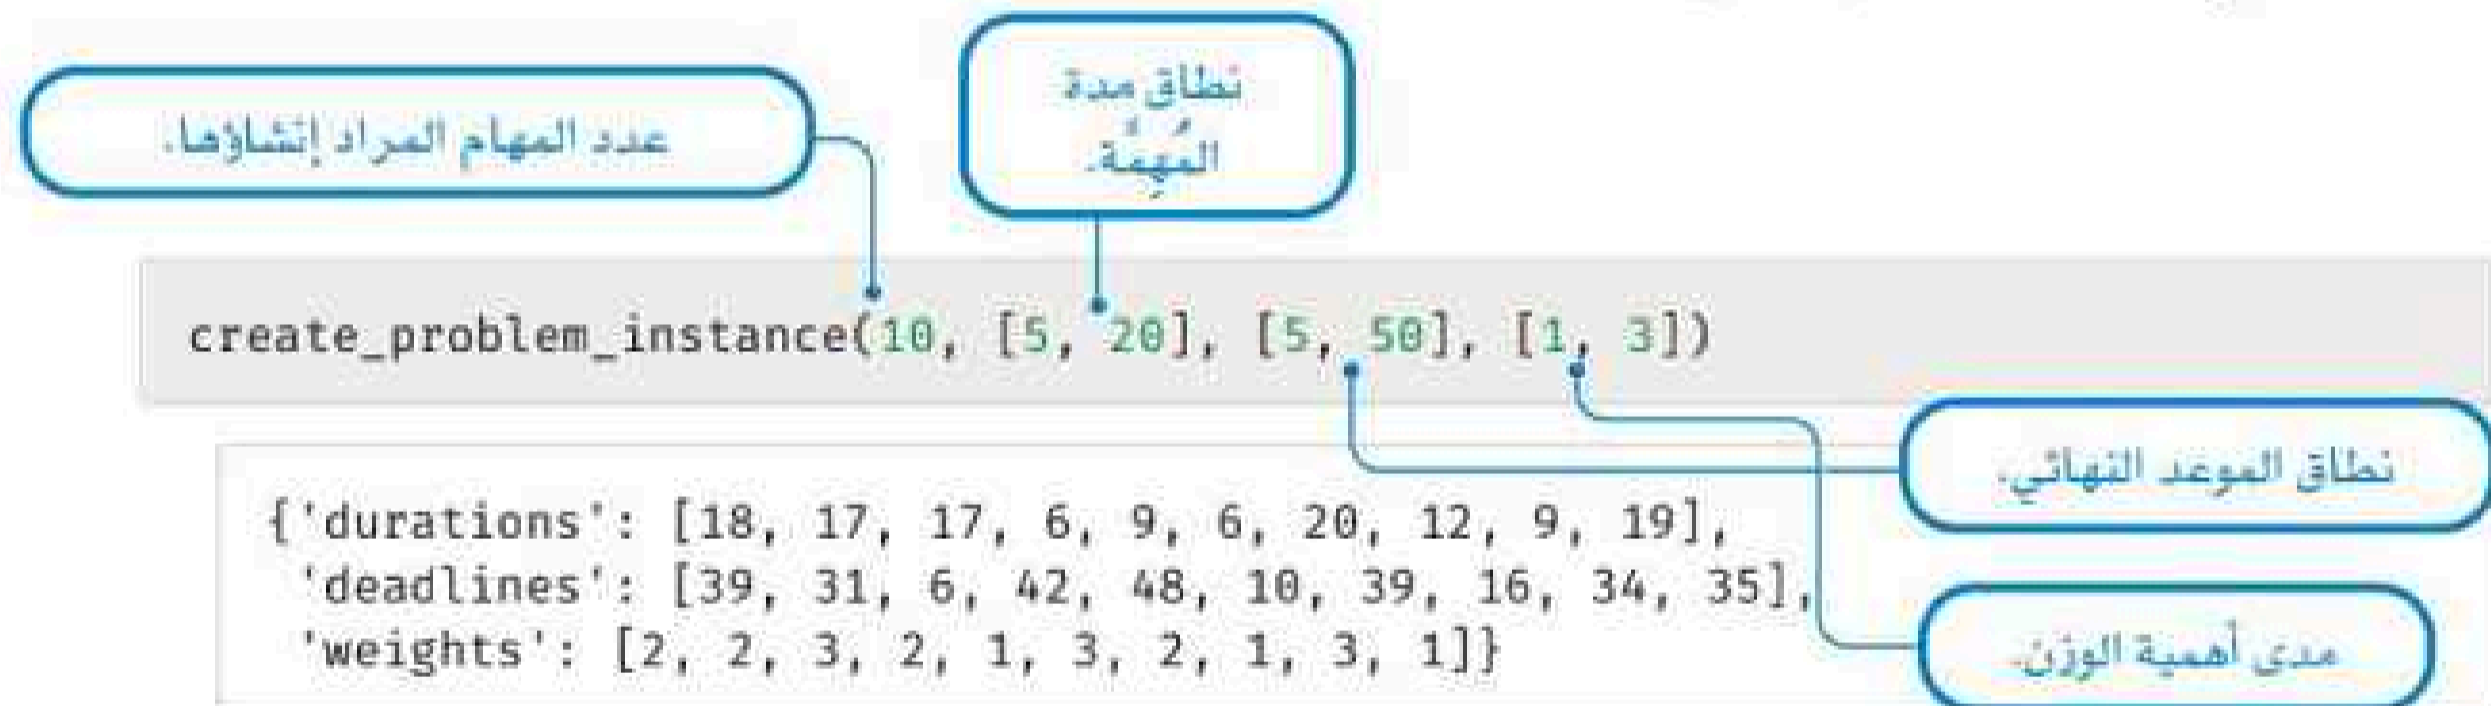 عدد المهام المراد إنشاؤها.
نطاق مدة
المُهِمَّة.
create_problem_instance(10, [5, 20], [5, 50], [1, 3])
نطاق الموعد النهائي.
{'durations': [18, 17, 17, 6, 9, 6, 20, 12, 9, 19],
'deadlines': [39, 31, 6, 42, 48, 10, 39, 16, 34, 35],
'weights': [2, 2, 3, 2, 1, 3, 2, 1, 3, 1]}
مدى أهمية الوزن.